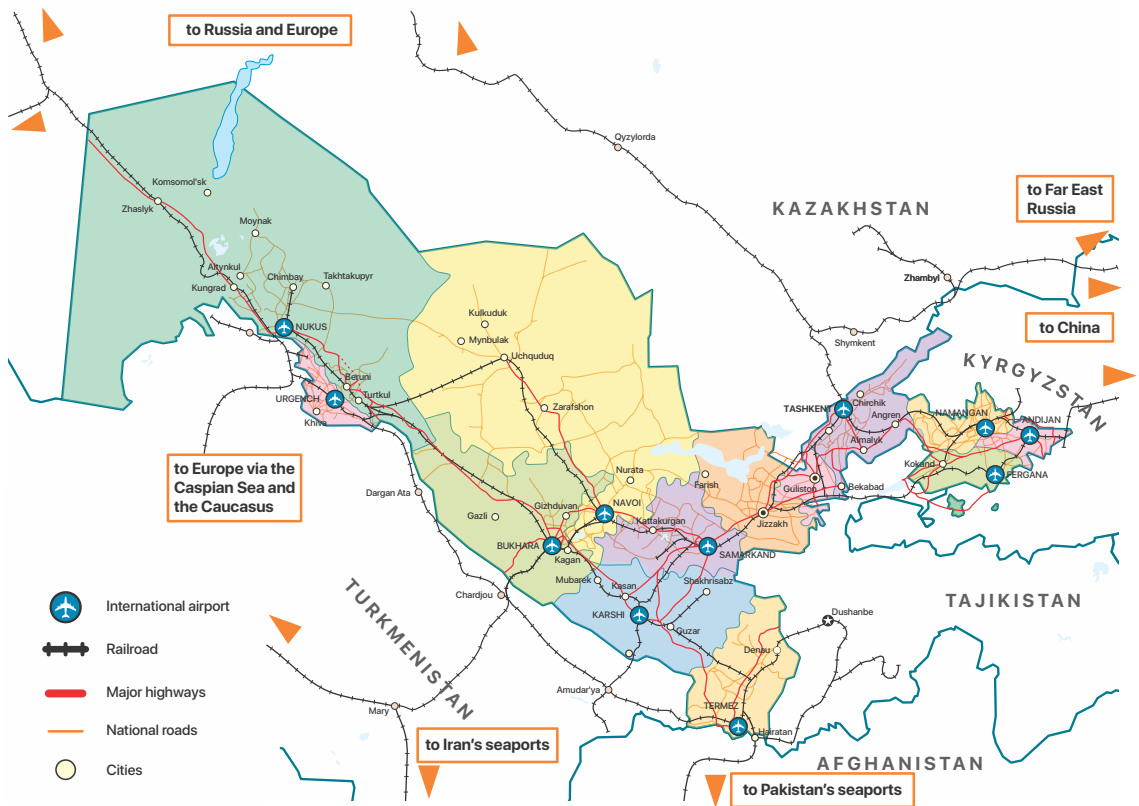 to Russia and Europe
Qyzylorda
KAZAKHSTAN
to Far East
Russia
Komsomol'sk
Zhaslyk
Moynak
Altynkul
Chimbay
Takhtakupyr
Kungrad
NUKUS
Zhambyl
to China
Kulkuduk
Mynbulak
Uchquduq
Shymkent
KYRGYZSTAN
Beruni
URGENCH
Turtkul
Khiva
Zarafshon
Chirchik
TASHKENT
Angren
NAMANGAN
ANDIJAN
Almalyk
Kokand
FERGANA
to Europe via the
Caspian Sea and
the Caucasus
Dargan Ata
Nurata
Farish
Guliston
Bekabad
Gazli
Gizhduvan
NAVOI
Kattakurgan
Jizzakh
BUKHARA
Kagan
SAMARKAND
Mubarek
Kasan
Shakhrisabz
Chardjou
TURKMENISTAN
KARSHI
Guzar
Dushanbe
TAJIKISTAN
Denau
Amudar'ya
Mary
TERMEZ
Hairatan
AFGHANISTAN
International airport
Railroad
Major highways
National roads
Cities
to Iran's seaports
to Pakistan's seaports